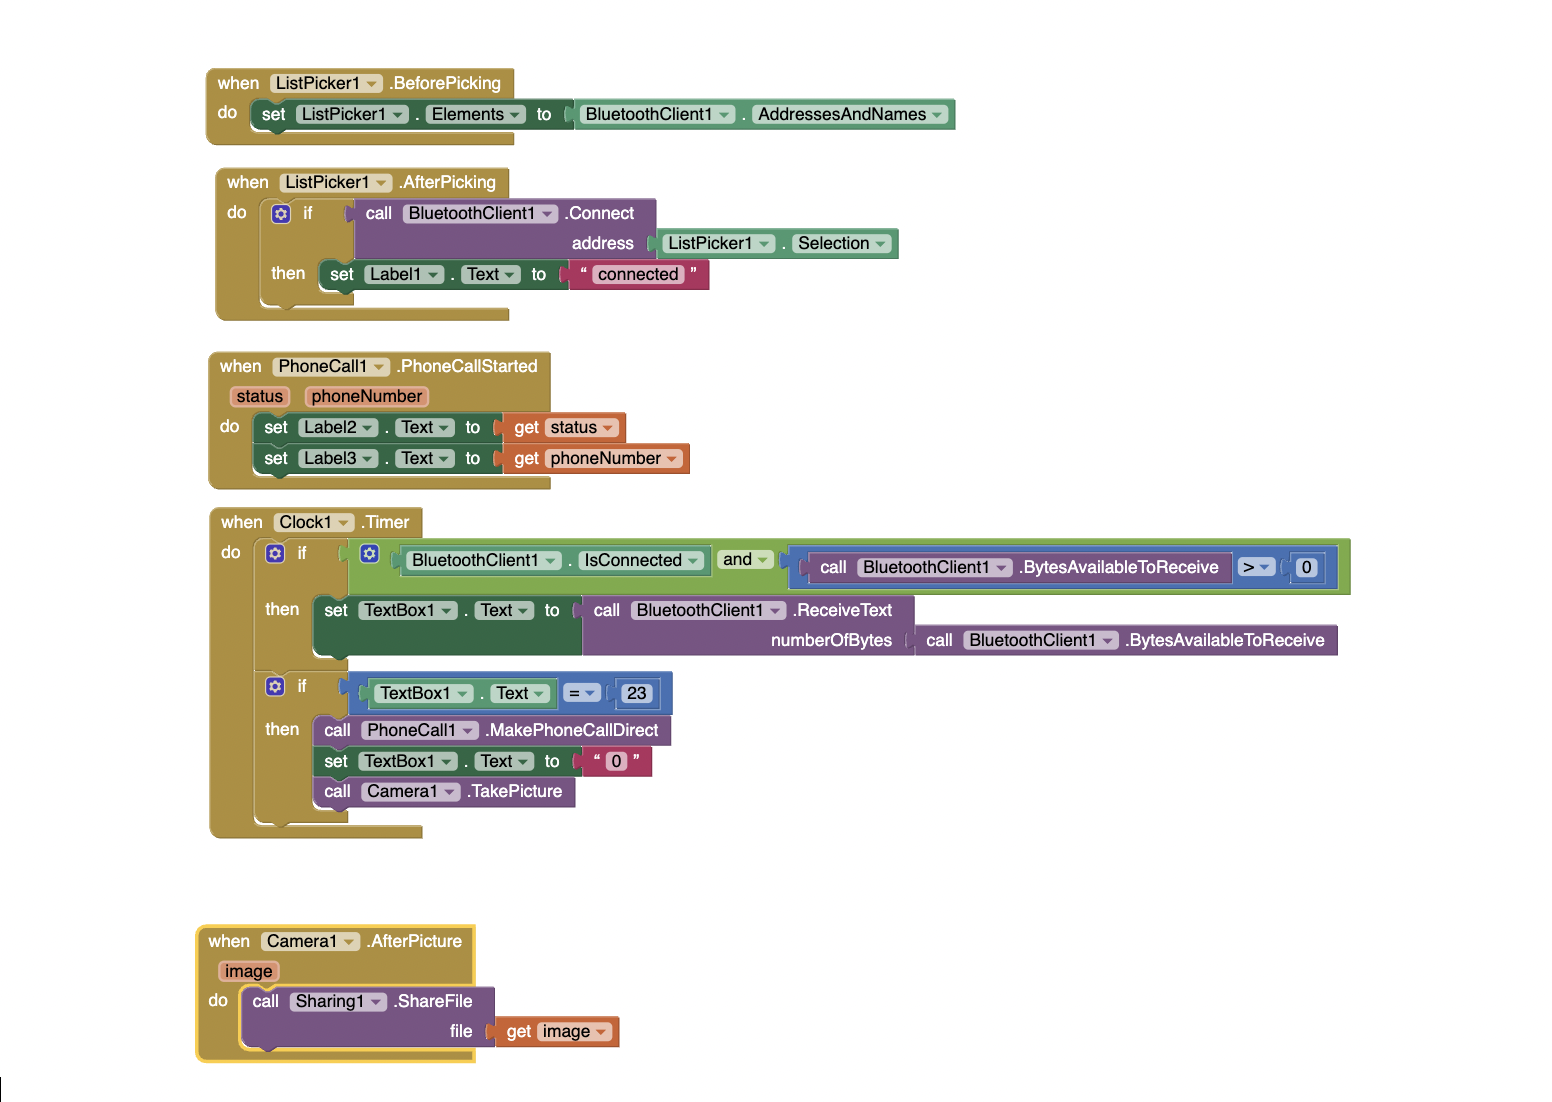 when ListPicker1 .BeforePicking
do set ListPicker1 . Elements to BluetoothClient1 . AddressesAndNames
when ListPicker1 .AfterPicking
do if call BluetoothClient1 .Connect
address ListPicker1 . Selection
then set Label1 . Text to “ connected ”
when PhoneCall1 .PhoneCallStarted
status phoneNumber
do set Label2 . Text to get status
set Label3 . Text to get phoneNumber
when Clock1 .Timer
do if BluetoothClient1 . IsConnected and call BluetoothClient1 .BytesAvailableToReceive > 0
then set TextBox1 . Text to call BluetoothClient1 .ReceiveText
numberOfBytes call BluetoothClient1 .BytesAvailableToReceive
if TextBox1 . Text = 23
then call PhoneCall1 .MakePhoneCallDirect
set TextBox1 . Text to “ 0 ”
call Camera1 .TakePicture
when Camera1 .AfterPicture
image
do call Sharing1 .ShareFile
file get image